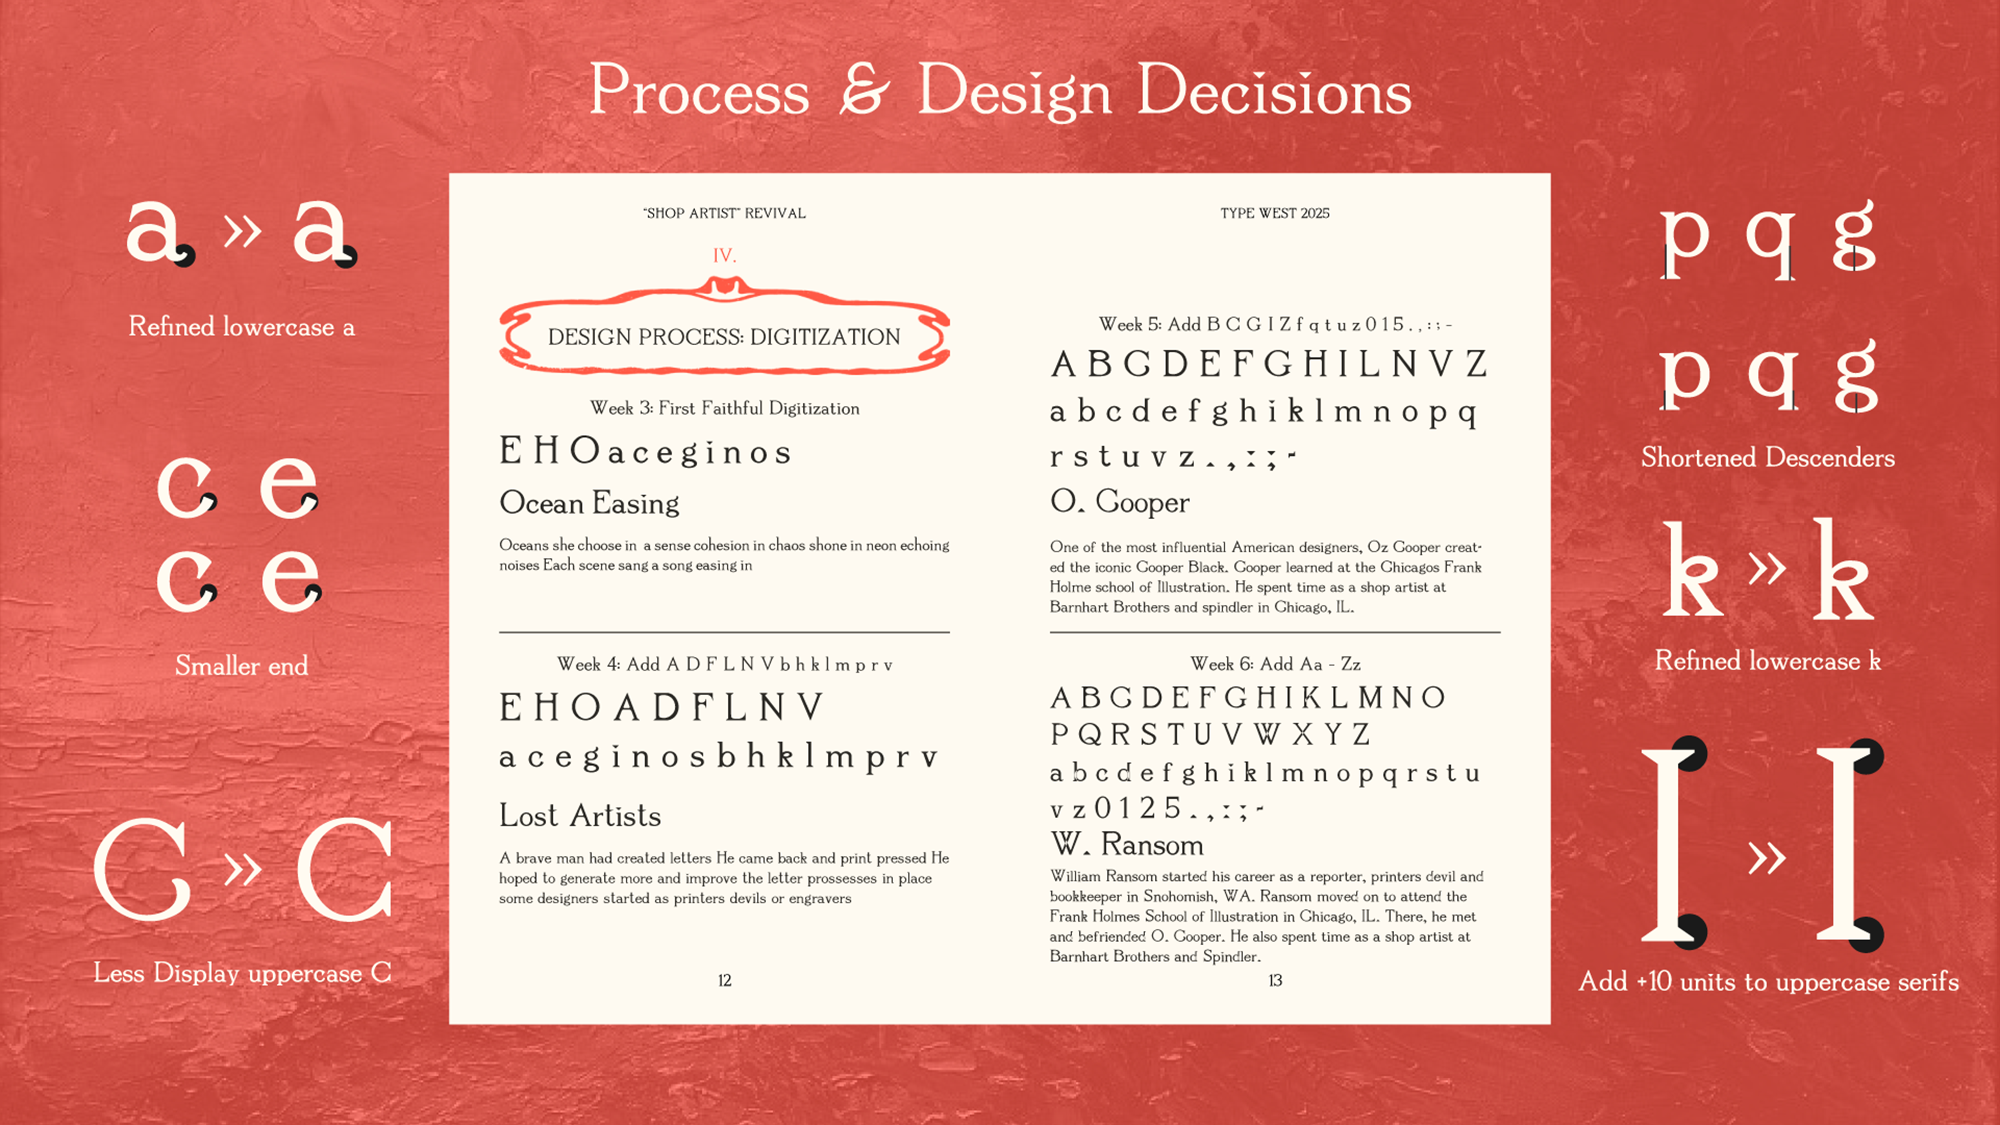 Process & Design Decisions
a » a
Refined lowercase a
c e
c e
Smaller end
C » C
Less Display uppercase C
"SHOP ARTIST" REVIVAL
IV.
DESIGN PROCESS: DIGITIZATION
Week 3: First Faithful Digitization
E H O a c e g i n o s
Ocean Easing
Oceans she choose in a sense cohesion in chaos shone in neon echoing
noises Each scene sang a song easing in
Week 4: Add A D F L N V b h k l m p r v
E H O A D F L N V
a c e g i n o s b h k l m p r v
Lost Artists
A brave man had created letters He came back and print pressed He
hoped to generate more and improve the letter prossesses in place
some designers started as printers devils or engravers
12
TYPE WEST 2025
Week 5: Add B C G I Z f q t u z 0 1 5 . , : ; -
A B C D E F G H I L N V Z
a b c d e f g h i k l m n o p q
r s t u v z . , : ; -
O. Cooper
One of the most influential American designers, Oz Cooper creat-
ed the iconic Cooper Black. Cooper learned at the Chicagos Frank
Holme school of Illustration. He spent time as a shop artist at
Barnhart Brothers and spindler in Chicago, IL.
Week 6: Add Aa - Zz
A B C D E F G H I K L M N O
P Q R S T U V W X Y Z
a b c d e f g h i k l m n o p q r s t u
v z 0 1 2 5 . , : ; -
W. Ransom
William Ransom started his career as a reporter, printers devil and
bookkeeper in Snohomish, WA. Ransom moved on to attend the
Frank Holmes School of Illustration in Chicago, IL. There, he met
and befriended O. Cooper. He also spent time as a shop artist at
Barnhart Brothers and Spindler.
13
p q g
p q g
Shortened Descenders
k » k
Refined lowercase k
I » I
Add +10 units to uppercase serifs